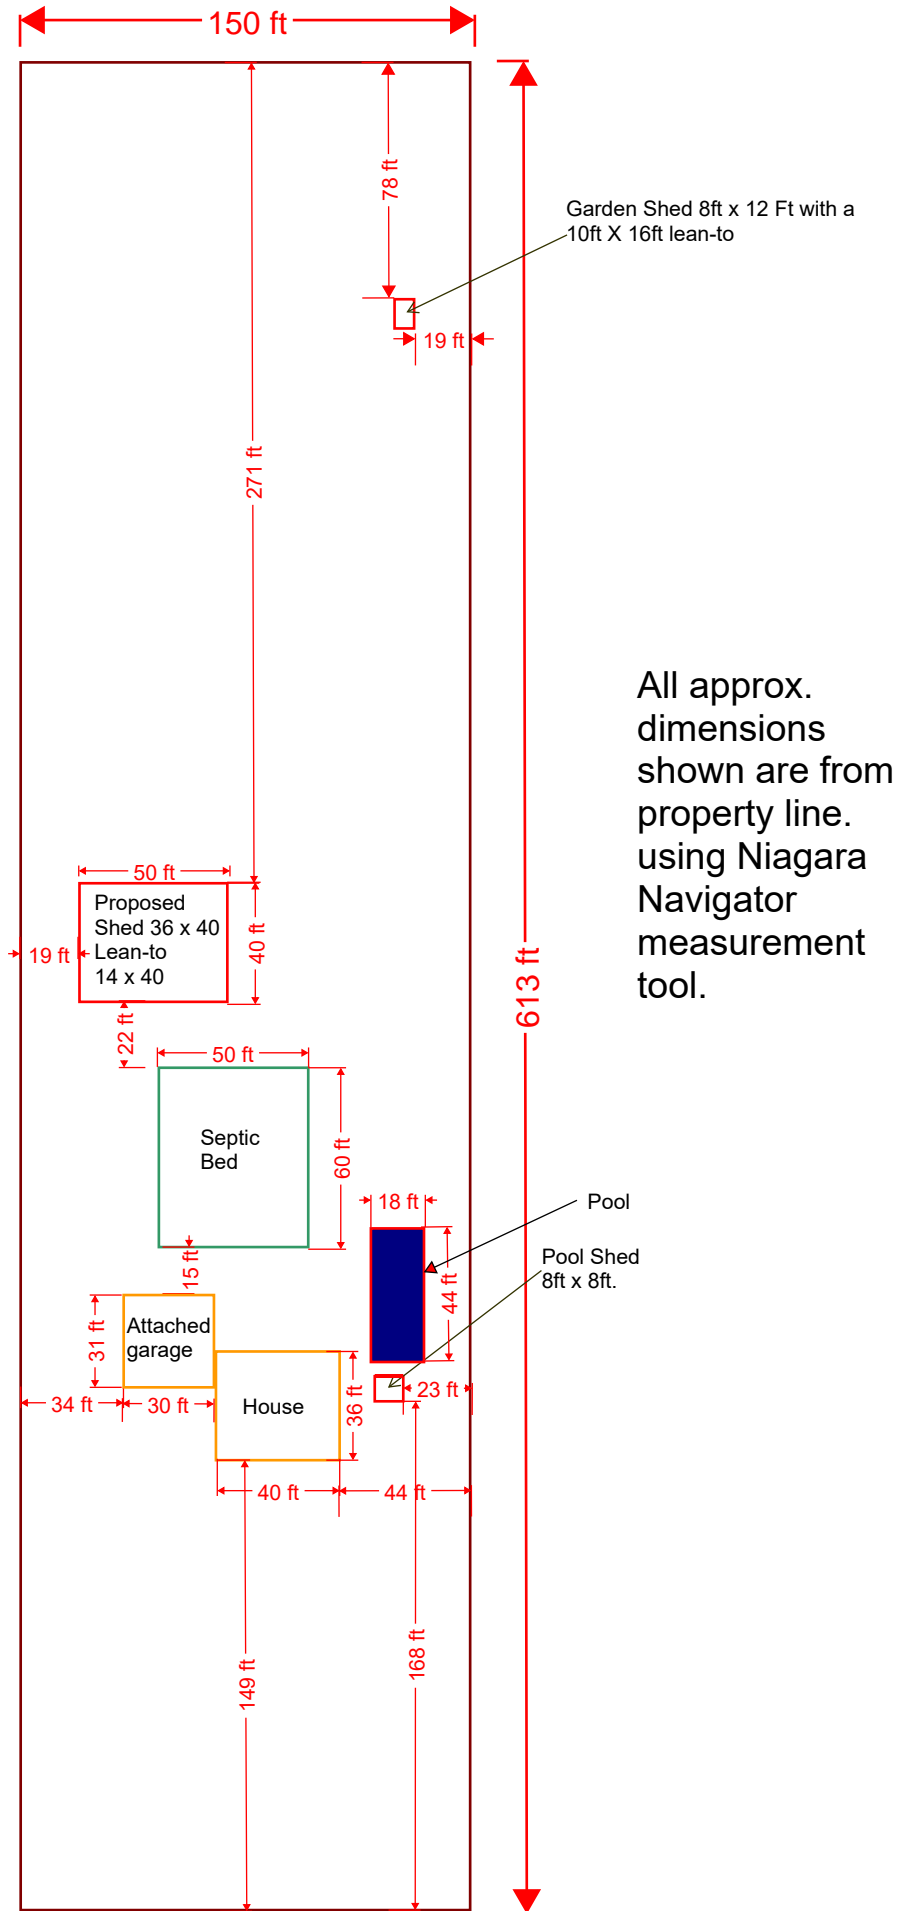 150 ft
78 ft
Garden Shed 8ft x 12 Ft with a
10ft X 16ft lean-to
19 ft
271 ft
All approx.
dimensions
shown are from
property line.
using Niagara
Navigator
measurement
tool.
50 ft
Proposed
Shed 36 x 40
Lean-to
14 x 40
40 ft
19 ft
613 ft
22 ft
50 ft
Septic
Bed
60 ft
18 ft
Pool
Pool Shed
8ft x 8ft.
15 ft
44 ft
Attached
garage
31 ft
23 ft
34 ft
30 ft
House
36 ft
40 ft
44 ft
149 ft
168 ft